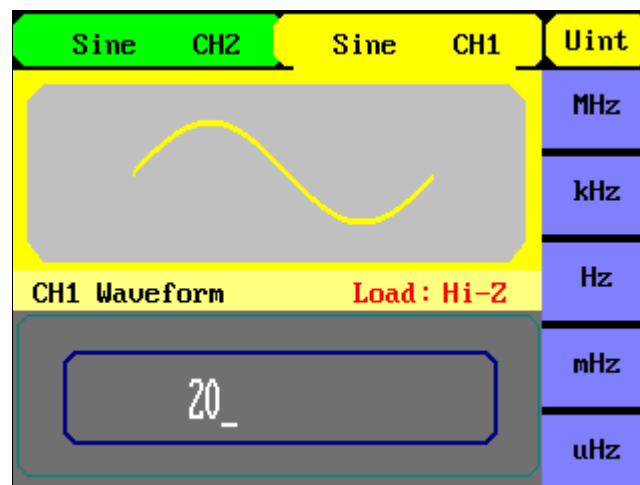 Sine CH2 Sine CH1 Uint
MHz
kHz
Hz
mHz
uHz
CH1 Waveform Load: Hi-Z
20_